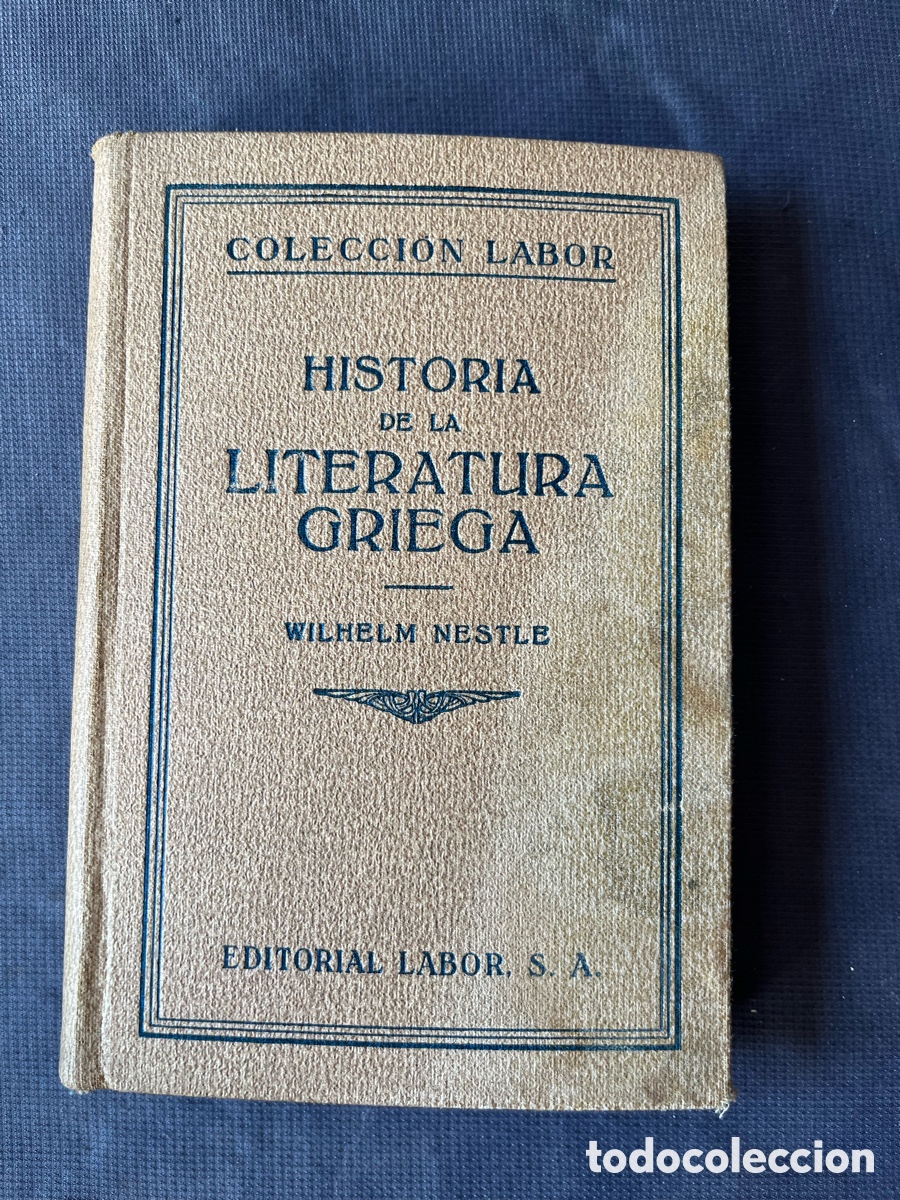 COLECCIÓN LABOR
HISTORIA
DE LA
LITERATURA
GRIEGA
WILHELM NESTLE
EDITORIAL LABOR, S. A.
todocoleccion